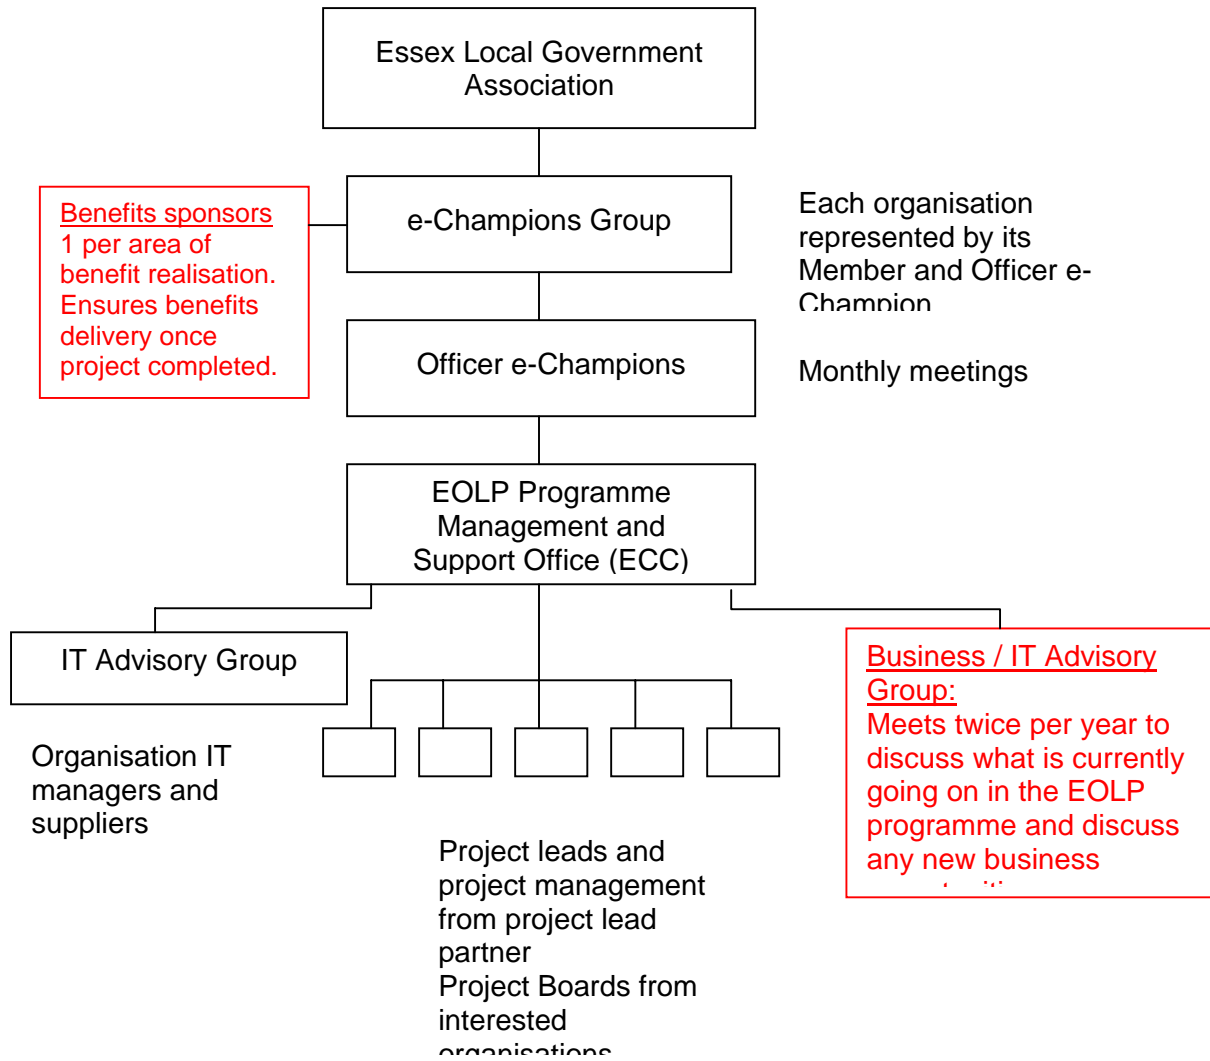 Essex Local Government
Association
Benefits sponsors
1 per area of
benefit realisation.
Ensures benefits
delivery once
project completed.
e-Champions Group
Each organisation
represented by its
Member and Officer e-
Champion
Officer e-Champions
Monthly meetings
EOLP Programme
Management and
Support Office (ECC)
IT Advisory Group
Organisation IT
managers and
suppliers
Business / IT Advisory
Group:
Meets twice per year to
discuss what is currently
going on in the EOLP
programme and discuss
any new business
Project leads and
project management
from project lead
partner
Project Boards from
interested
organisations